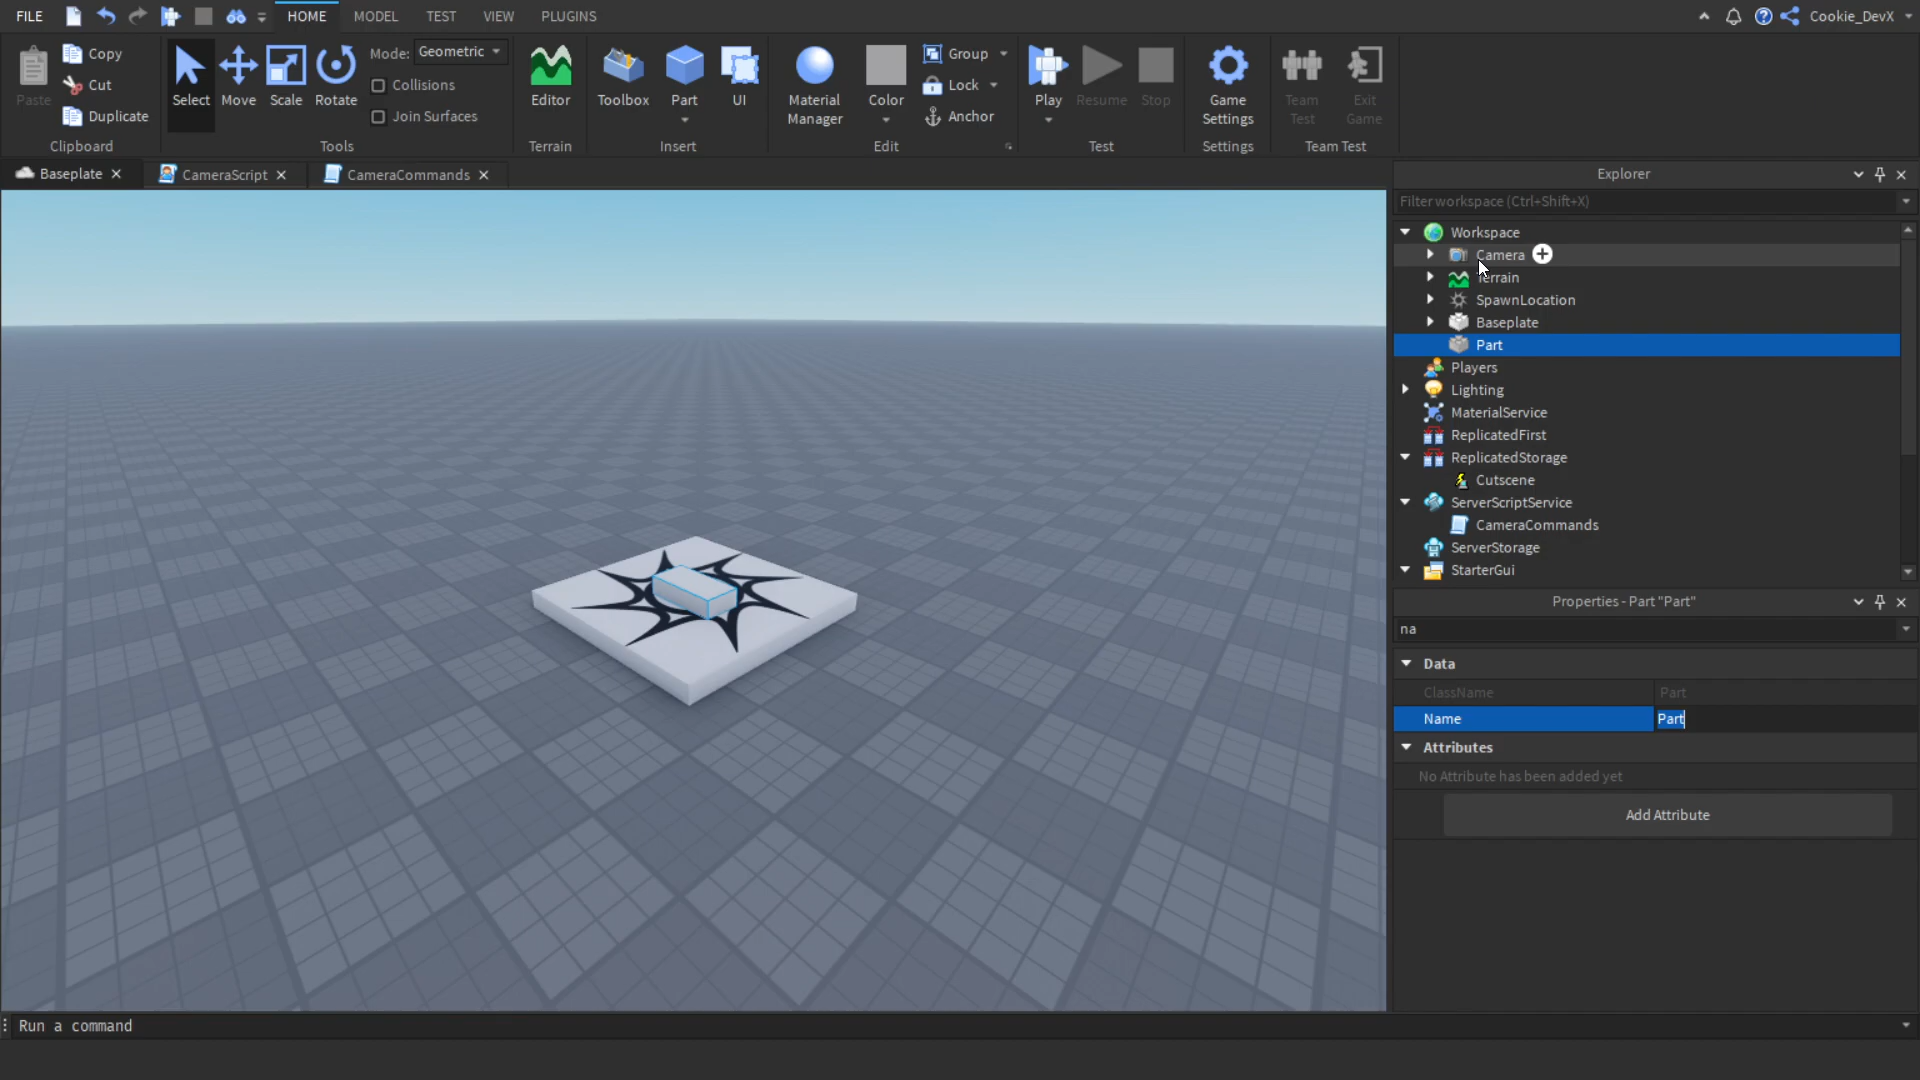 FILE HOME MODEL TEST VIEW PLUGINS Cookie_DevX
Paste Copy Cut Duplicate
Clipboard
Select Move Scale Rotate
Mode: Geometric
Collisions
Join Surfaces
Tools
Editor
Terrain
Toolbox Part UI
Insert
Material Manager
Color
Group
Lock
Anchor
Edit
Play Resume Stop
Test
Game Settings
Settings
Team Test
Exit Game
Team Test
Baseplate CameraScript CameraCommands
Explorer
Filter workspace (Ctrl+Shift+X)
Workspace
Camera
Terrain
SpawnLocation
Baseplate
Part
Players
Lighting
MaterialService
ReplicatedFirst
ReplicatedStorage
Cutscene
ServerScriptService
CameraCommands
ServerStorage
StarterGui
Properties - Part "Part"
na
Data
ClassName Part
Name Part
Attributes
No Attribute has been added yet
Add Attribute
Run a command